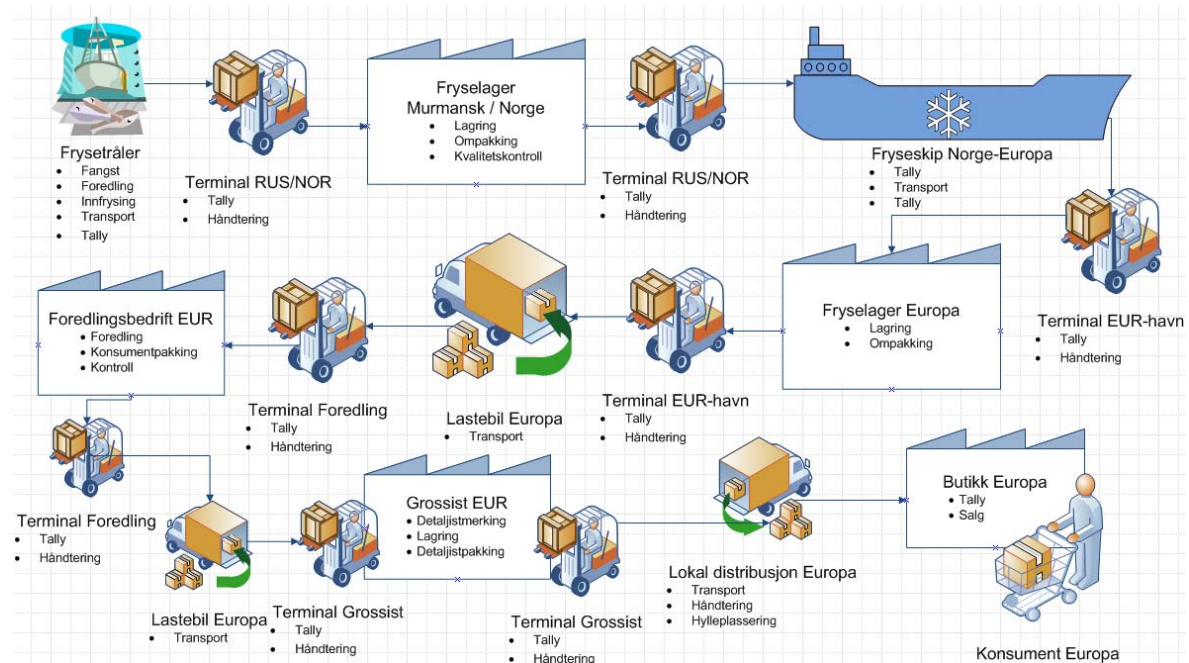 Frysetråler
Fangst
Foredling
Innfrysing
Transport
Tally
Terminal RUS/NOR
Tally
Håndtering
Fryselager
Murmansk / Norge
Lagring
Ompakking
Kvalitetskontroll
Terminal RUS/NOR
Tally
Håndtering
Fryseskip Norge-Europa
Tally
Transport
Tally
Terminal EUR-havn
Tally
Håndtering
Fryselager Europa
Lagring
Ompakking
Terminal EUR-havn
Tally
Håndtering
Lastebil Europa
Transport
Terminal Foredling
Tally
Håndtering
Foredlingsbedrift EUR
Foredling
Konsumentpakking
Kontroll
Terminal Foredling
Tally
Håndtering
Lastebil Europa
Transport
Terminal Grossist
Tally
Håndtering
Grossist EUR
Detaljistmerking
Lagring
Detaljistpakking
Terminal Grossist
Tally
Håndtering
Lokal distribusjon Europa
Transport
Håndtering
Hylleplassering
Butikk Europa
Tally
Salg
Konsument Europa